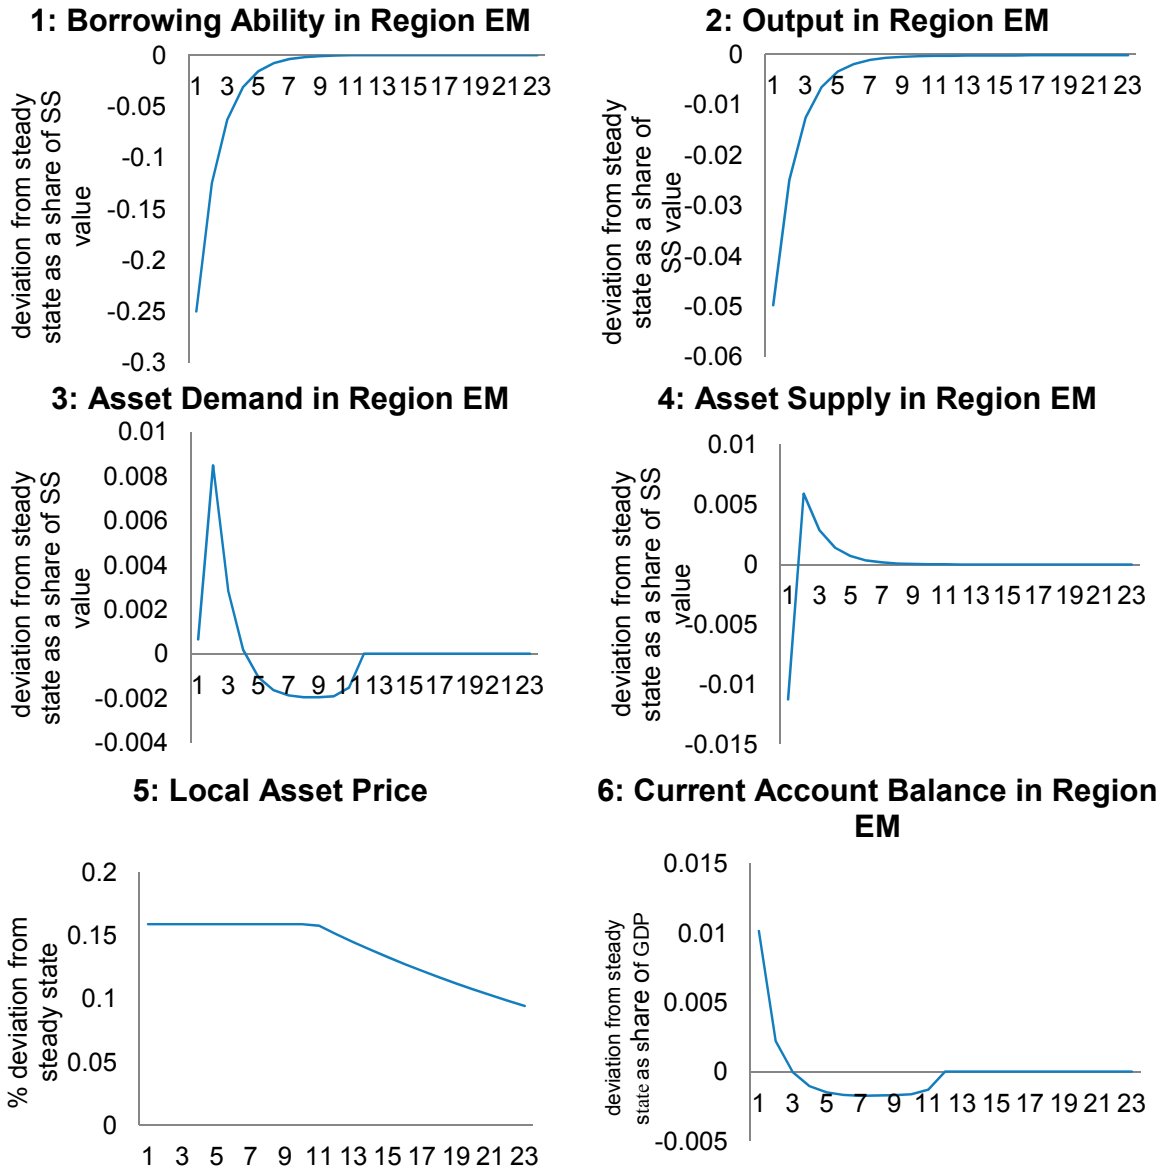 1: Borrowing Ability in Region EM
deviation from steady
state as a share of SS
value
0
-0.05
-0.1
-0.15
-0.2
-0.25
-0.3
1 3 5 7 9 11 13 15 17 19 21 23
2: Output in Region EM
deviation from steady
state as a share of
SS value
0
-0.01
-0.02
-0.03
-0.04
-0.05
-0.06
1 3 5 7 9 11 13 15 17 19 21 23
3: Asset Demand in Region EM
deviation from steady
state as a share of SS
value
0.01
0.008
0.006
0.004
0.002
0
-0.002
-0.004
1 3 5 7 9 11 13 15 17 19 21 23
4: Asset Supply in Region EM
deviation from steady
state as a share of SS
value
0.01
0.005
0
-0.005
-0.01
-0.015
1 3 5 7 9 11 13 15 17 19 21 23
5: Local Asset Price
% deviation from
steady state
0.2
0.15
0.1
0.05
0
1 3 5 7 9 11 13 15 17 19 21 23
6: Current Account Balance in Region
EM
deviation from steady
state as share of GDP
0.015
0.01
0.005
0
-0.005
1 3 5 7 9 11 13 15 17 19 21 23